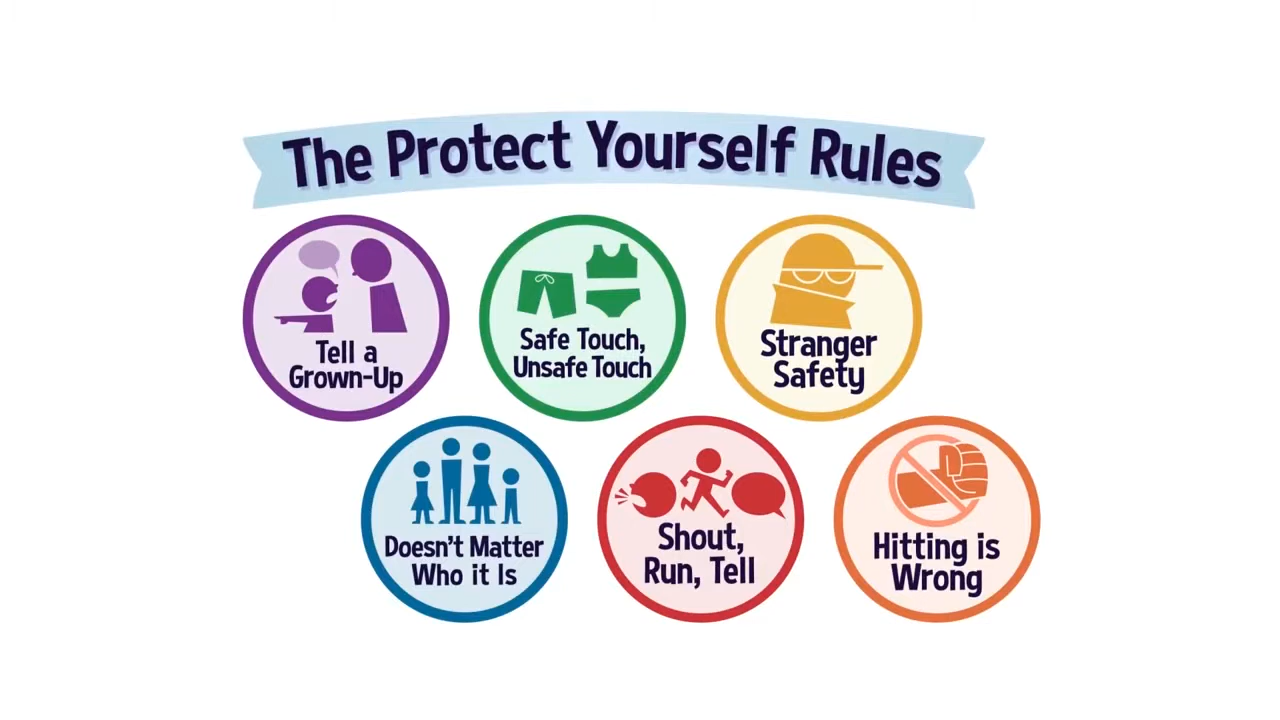 The Protect Yourself Rules
Tell a
Grown-Up
Safe Touch,
Unsafe Touch
Stranger
Safety
Doesn't Matter
Who it Is
Shout,
Run, Tell
Hitting is
Wrong